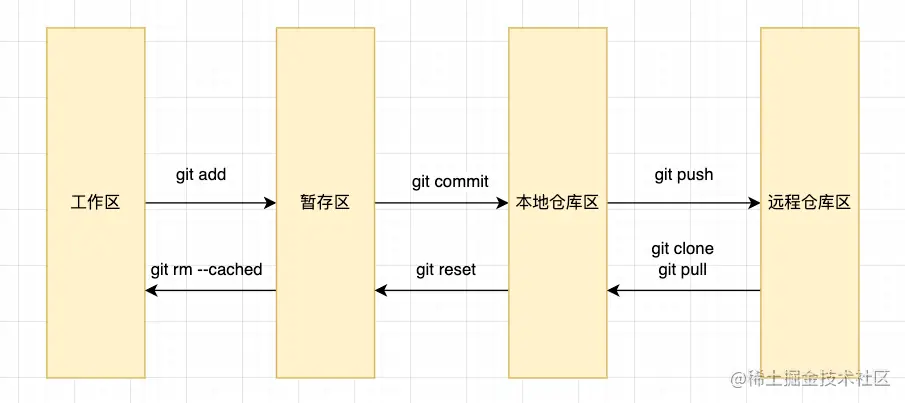 git add
git commit
git push
工作区
暂存区
本地仓库区
远程仓库区
git rm --cached
git reset
git clone
git pull
@稀土掘金技术社区